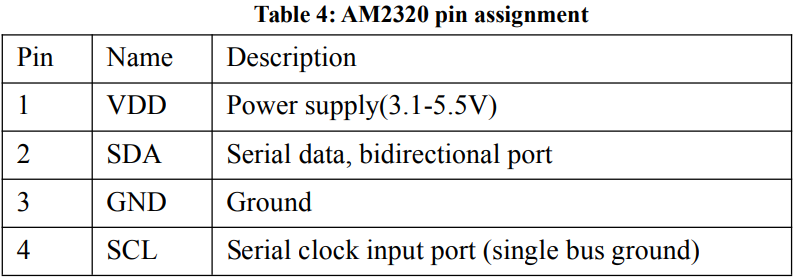 Table 4: AM2320 pin assignment
Pin Name Description
1 VDD Power supply(3.1-5.5V)
2 SDA Serial data, bidirectional port
3 GND Ground
4 SCL Serial clock input port (single bus ground)